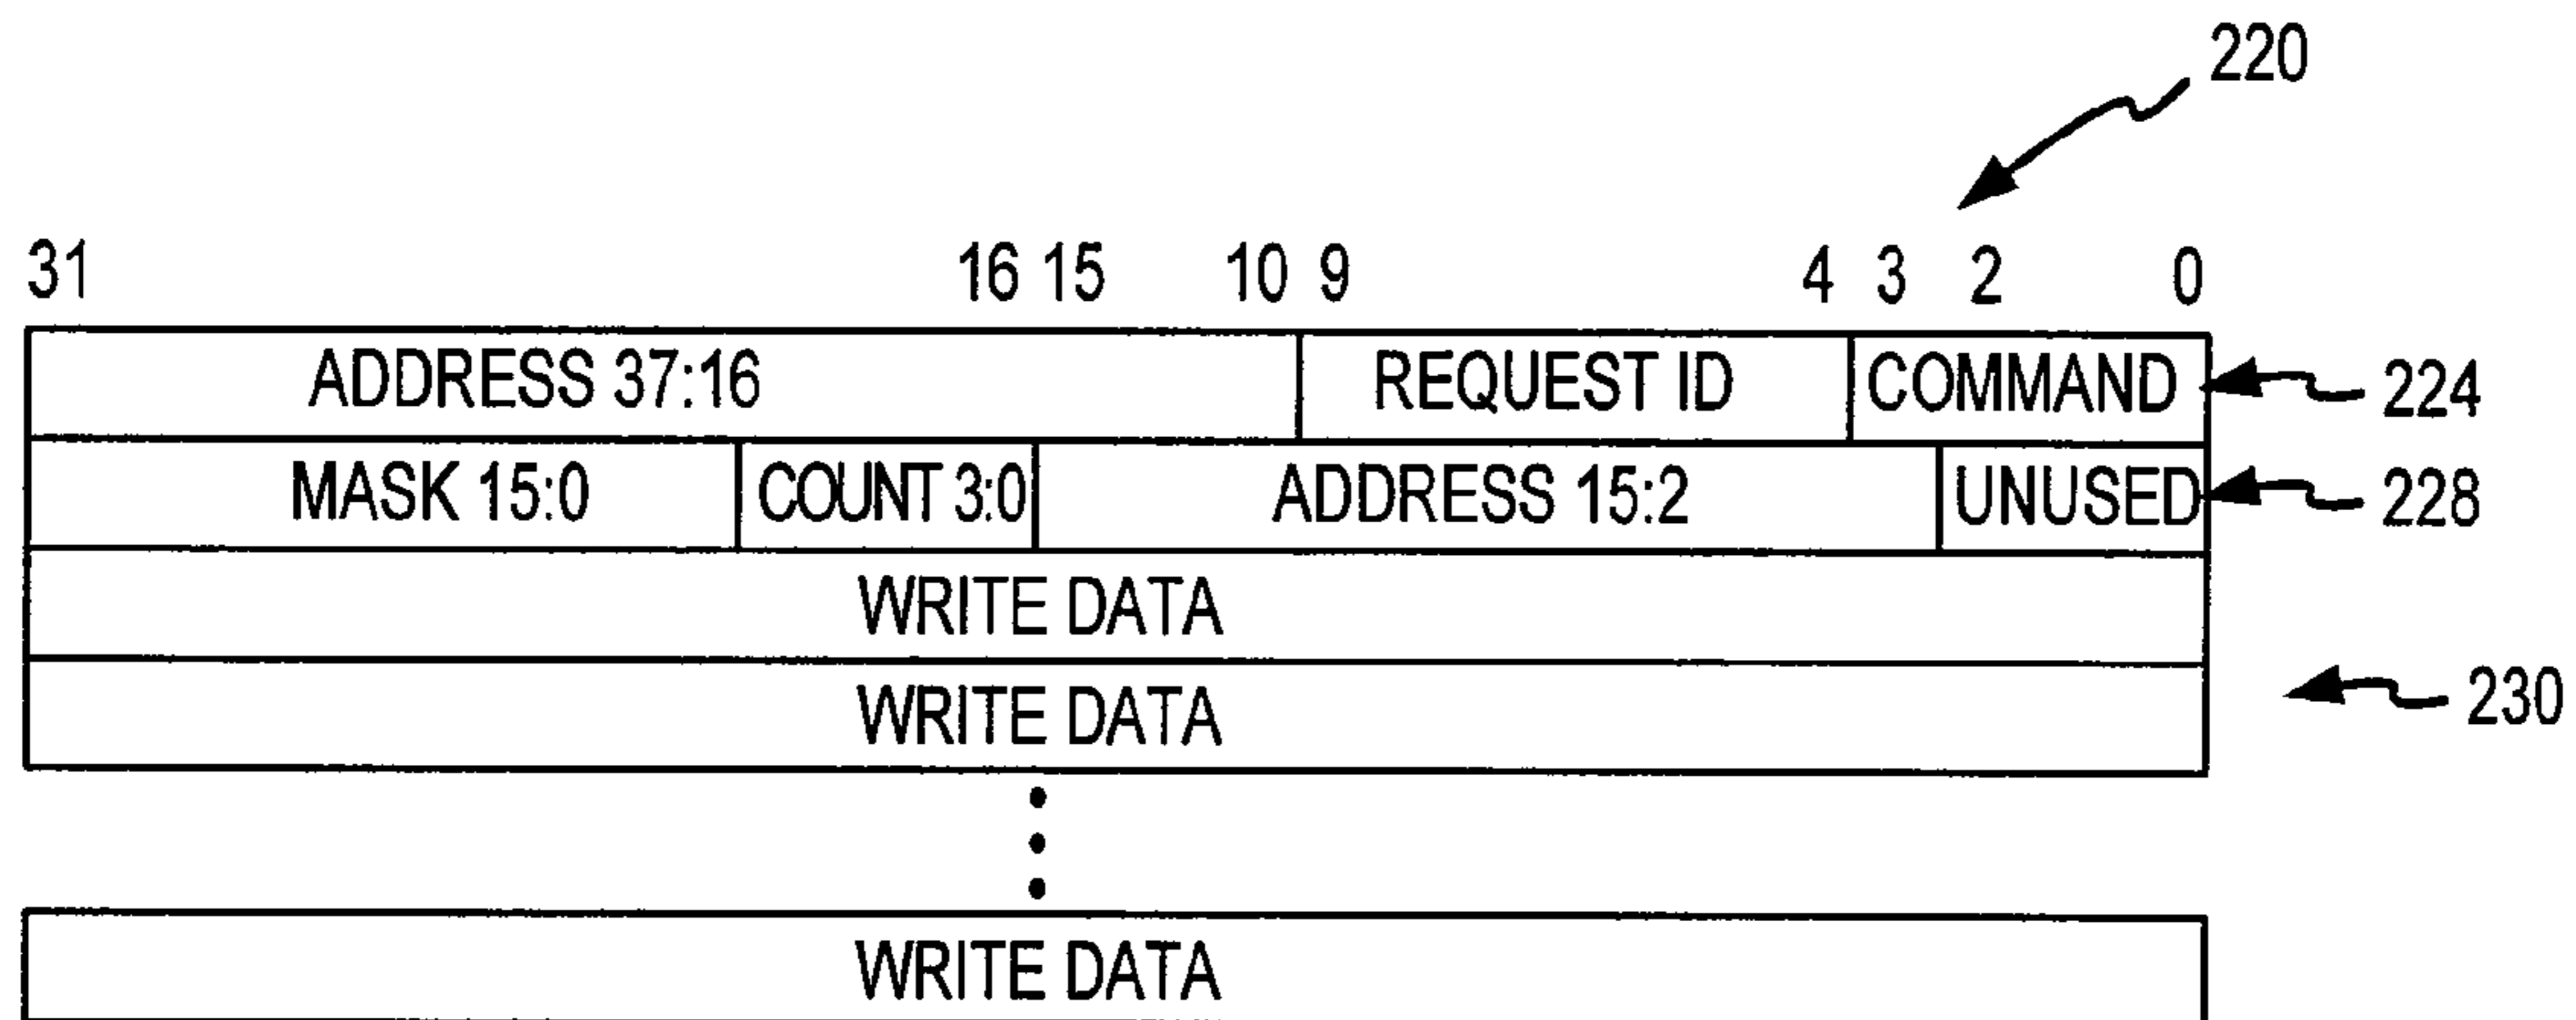 220
31 16 15 10 9 4 3 2 0
ADDRESS 37:16 REQUEST ID COMMAND 224
MASK 15:0 COUNT 3:0 ADDRESS 15:2 UNUSED 228
WRITE DATA
WRITE DATA 230
WRITE DATA